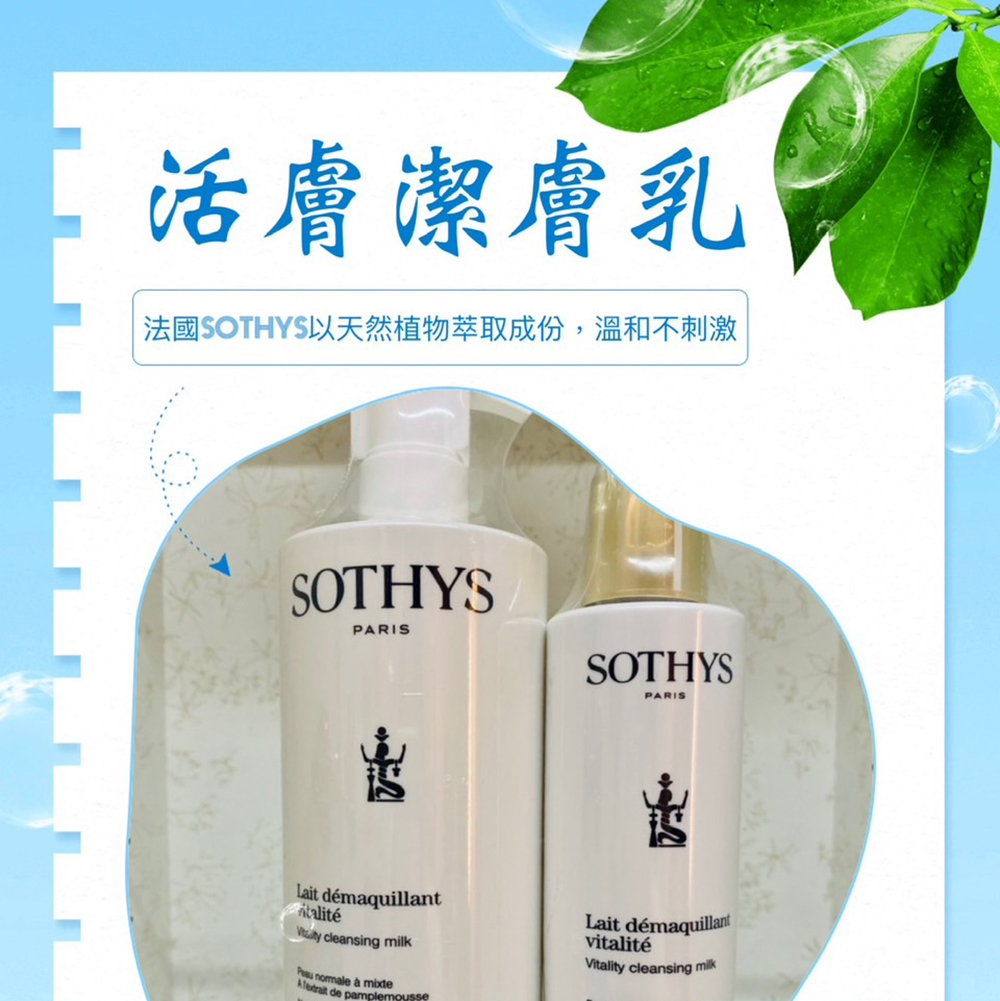 活膚潔膚乳
法國SOTHYS以天然植物萃取成份，溫和不刺激
SOTHYS
PARIS
Lait démaquillant
vitalité
Vitality cleansing milk
Peau normale à mixte
A l'extrait de pamplemousse
SOTHYS
PARIS
Lait démaquillant
vitalité
Vitality cleansing milk